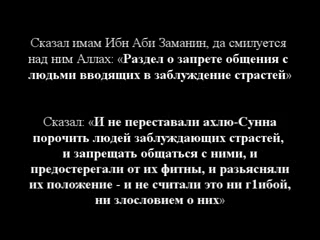 Сказал имам Ибн Аби Заманин, да смилуется
над ним Аллах: «Раздел о запрете общения с
людьми вводящих в заблуждение страстей»
Сказал: «И не переставали ахлю-Сунна
порочить людей заблуждающих страстей,
и запрещать общаться с ними, и
предостерегали от их фитны, и разъясняли
их положение - и не считали это ни г1ибой,
ни злословием о них»